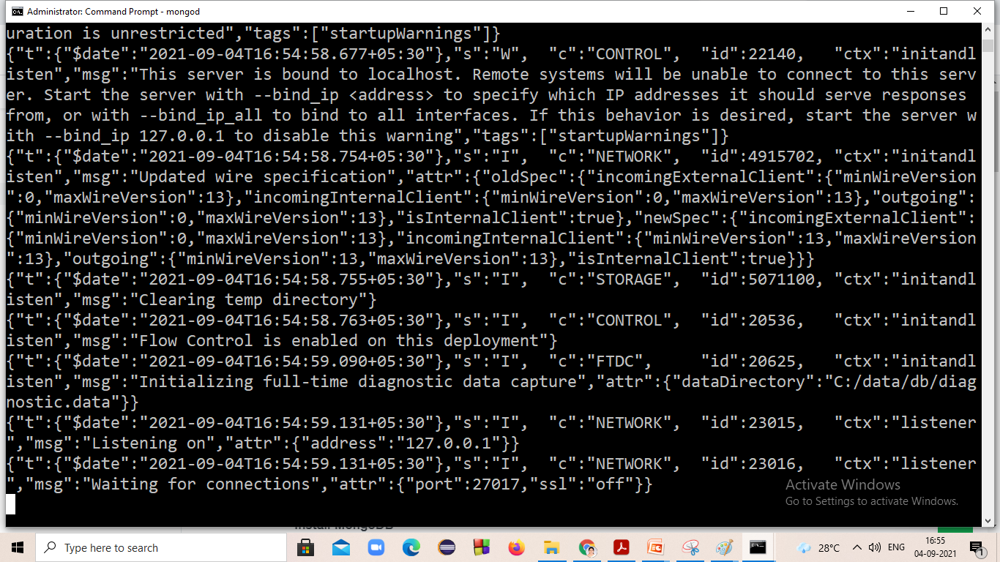 Administrator: Command Prompt - mongod
uration is unrestricted","tags":["startupWarnings"]}
{"t":{"$date":"2021-09-04T16:54:58.677+05:30"},"s":"W", "c":"CONTROL", "id":22140, "ctx":"initandl
isten","msg":"This server is bound to localhost. Remote systems will be unable to connect to this serv
er. Start the server with --bind_ip <address> to specify which IP addresses it should serve responses
from, or with --bind_ip_all to bind to all interfaces. If this behavior is desired, start the server w
ith --bind_ip 127.0.0.1 to disable this warning","tags":["startupWarnings"]}
{"t":{"$date":"2021-09-04T16:54:58.754+05:30"},"s":"I", "c":"NETWORK", "id":4915702, "ctx":"initandl
isten","msg":"Updated wire specification","attr":{"oldSpec":{"incomingExternalClient":{"minWireVersion
":0,"maxWireVersion":13},"incomingInternalClient":{"minWireVersion":0,"maxWireVersion":13},"outgoing":
{"minWireVersion":0,"maxWireVersion":13},"isInternalClient":true},"newSpec":{"incomingExternalClient":
{"minWireVersion":0,"maxWireVersion":13},"incomingInternalClient":{"minWireVersion":13,"maxWireVersion
":13},"outgoing":{"minWireVersion":13,"maxWireVersion":13},"isInternalClient":true}}}
{"t":{"$date":"2021-09-04T16:54:58.755+05:30"},"s":"I", "c":"STORAGE", "id":5071100, "ctx":"initandl
isten","msg":"Clearing temp directory"}
{"t":{"$date":"2021-09-04T16:54:58.763+05:30"},"s":"I", "c":"CONTROL", "id":20536, "ctx":"initandl
isten","msg":"Flow Control is enabled on this deployment"}
{"t":{"$date":"2021-09-04T16:54:59.090+05:30"},"s":"I", "c":"FTDC", "id":20625, "ctx":"initandl
isten","msg":"Initializing full-time diagnostic data capture","attr":{"dataDirectory":"C:/data/db/diag
nostic.data"}}
{"t":{"$date":"2021-09-04T16:54:59.131+05:30"},"s":"I", "c":"NETWORK", "id":23015, "ctx":"listener
","msg":"Listening on","attr":{"address":"127.0.0.1"}}
{"t":{"$date":"2021-09-04T16:54:59.131+05:30"},"s":"I", "c":"NETWORK", "id":23016, "ctx":"listener
","msg":"Waiting for connections","attr":{"port":27017,"ssl":"off"}}
Activate Windows
Go to Settings to activate Windows.
Install MongoDB
Type here to search
28°C
ENG
16:55
04-09-2021
1